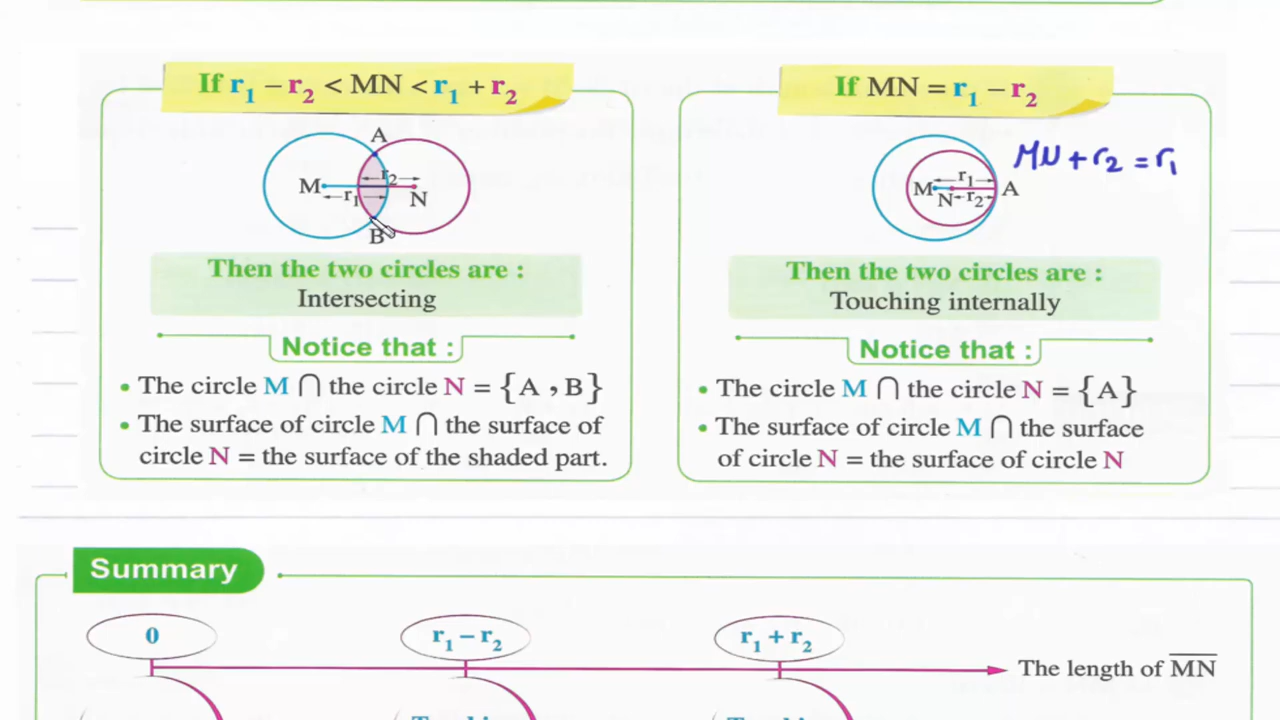 If r₁ − r₂ < MN < r₁ + r₂
A
M
r₂
r₁
N
B
Then the two circles are :
Intersecting
Notice that :
• The circle M ⋂ the circle N = {A , B}
• The surface of circle M ⋂ the surface of
circle N = the surface of the shaded part.
If MN = r₁ − r₂
MN + r₂ = r₁
r₁
M
A
N
r₂
Then the two circles are :
Touching internally
Notice that :
• The circle M ⋂ the circle N = {A}
• The surface of circle M ⋂ the surface
of circle N = the surface of circle N
Summary
0
r₁ − r₂
r₁ + r₂
The length of M̅N̅